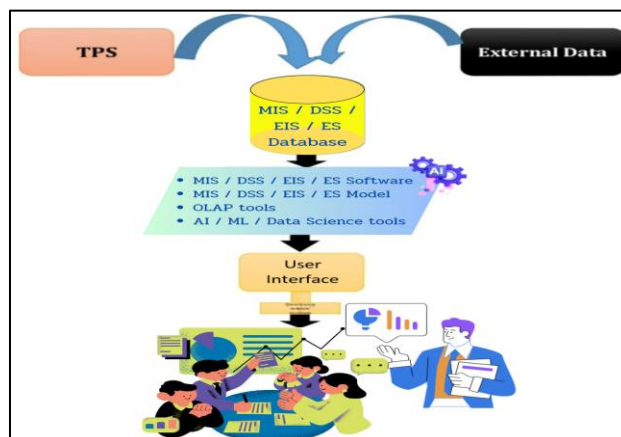 TPS
External Data
MIS / DSS /
EIS / ES
Database
• MIS / DSS / EIS / ES Software
• MIS / DSS / EIS / ES Model
• OLAP tools
• AI / ML / Data Science tools
AI
User
Interface